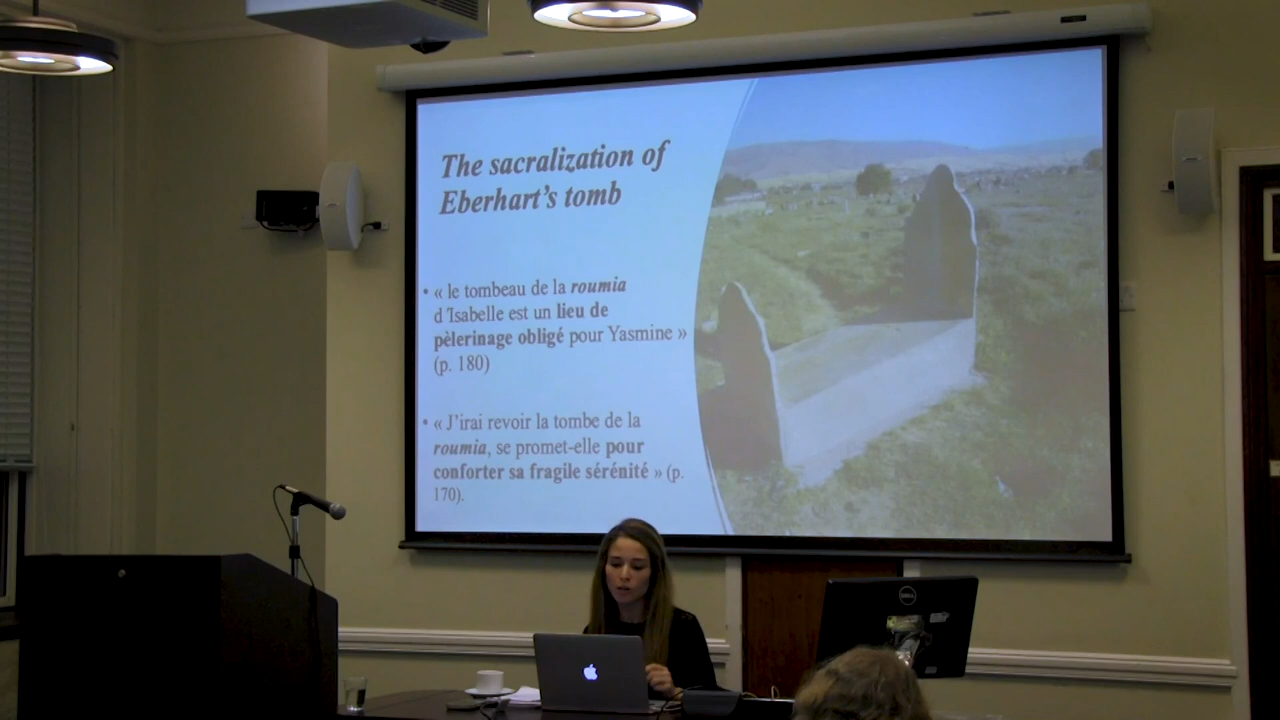 The sacralization of
Eberhart's tomb
• « le tombeau de la roumia
d'Isabelle est un lieu de
pèlerinage obligé pour Yasmine »
(p. 180)
• « J'irai revoir la tombe de la
roumia, se promet-elle pour
conforter sa fragile sérénité » (p.
170).
DELL